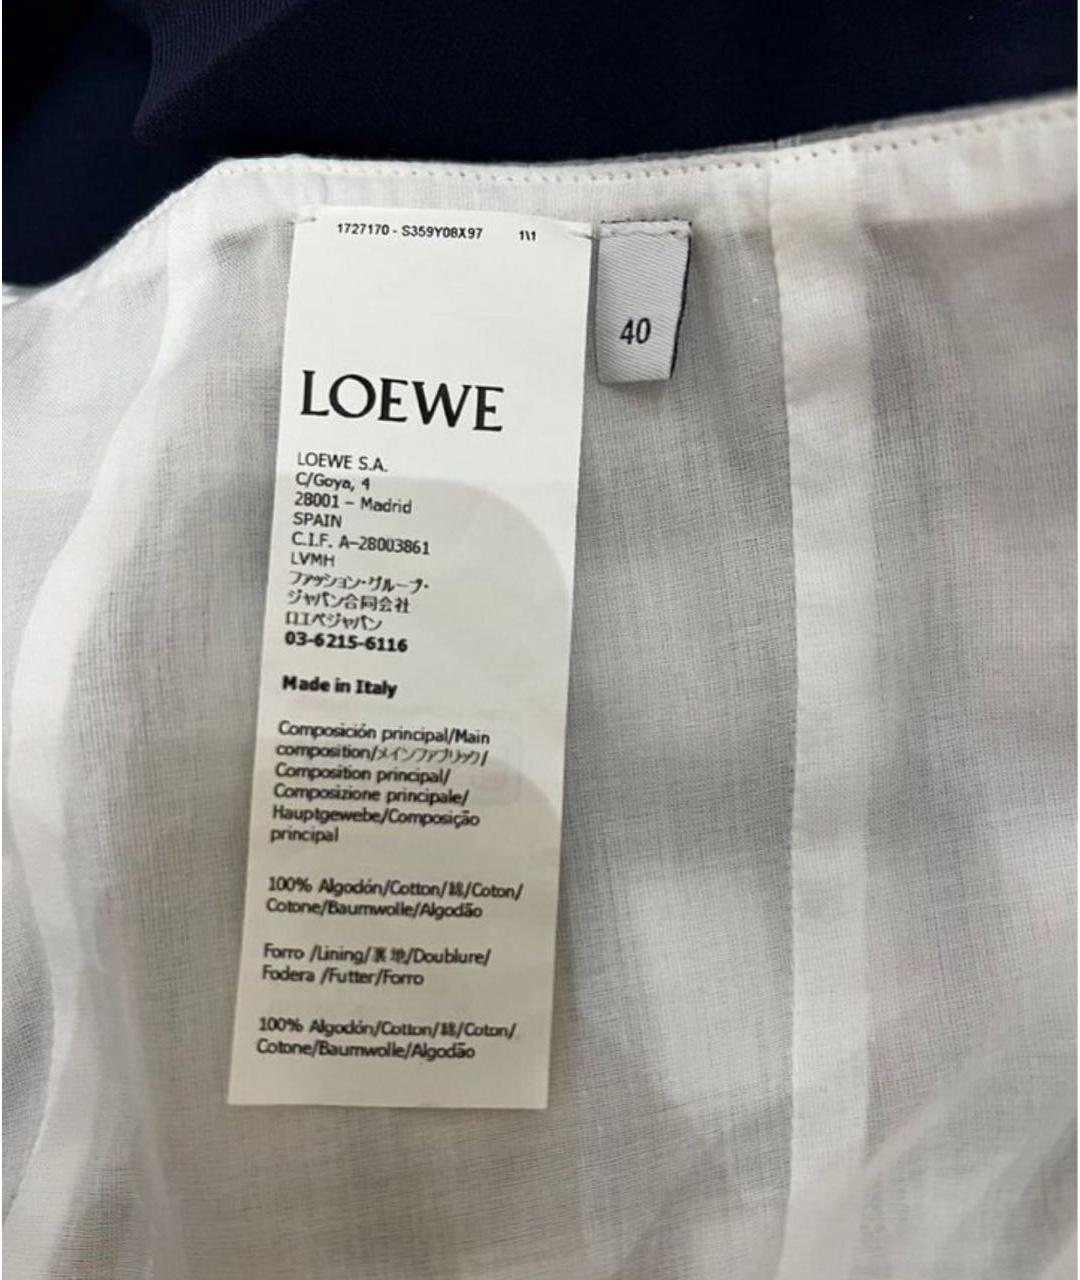 1727170 - S359Y08X97 1\1
40
LOEWE
LOEWE S.A.
C/Goya, 4
28001 – Madrid
SPAIN
C.I.F. A–28003861
LVMH
ファッション・グループ・
ジャパン合同会社
ロエベジャパン
03-6215-6116
Made in Italy
Composición principal/Main
composition/メインファブリック/
Composition principal/
Composizione principale/
Hauptgewebe/Composição
principal
100% Algodón/Cotton/綿/Coton/
Cotone/Baumwolle/Algodão
Forro /Lining/裏地/Doublure/
Fodera /Futter/Forro
100% Algodón/Cotton/綿/Coton/
Cotone/Baumwolle/Algodão